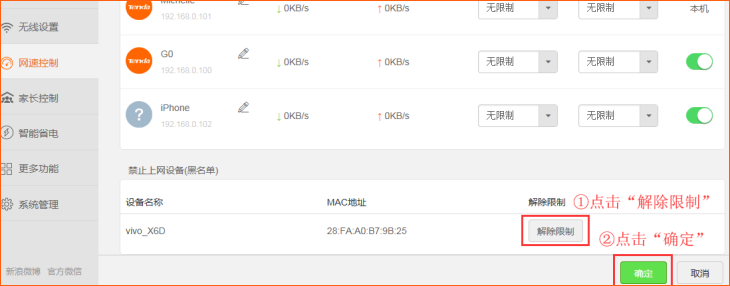 Michelle
无线设置
Tenda
192.168.0.101
0KB/s
0KB/s
无限制
无限制
本机
网速控制
Tenda
G0
192.168.0.100
0KB/s
0KB/s
无限制
无限制
家长控制
?
iPhone
192.168.0.102
0KB/s
0KB/s
无限制
无限制
智能省电
更多功能
禁止上网设备(黑名单)
系统管理
设备名称
MAC地址
解除限制
①点击“解除限制”
vivo_X6D
28:FA:A0:B7:9B:25
解除限制
②点击“确定”
新浪微博 官方微信
确定
取消